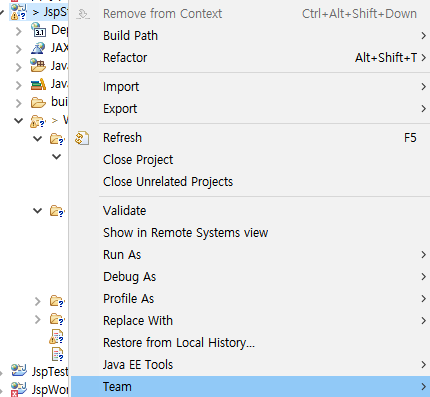 > JspSt
Remove from Context Ctrl+Alt+Shift+Down
Dep
Build Path
JAX
Refactor Alt+Shift+T
Java
Java
Import
bui
Export
> W
Refresh F5
Close Project
Close Unrelated Projects
Validate
Show in Remote Systems view
Run As
Debug As
Profile As
Replace With
Restore from Local History...
JspTest
Java EE Tools
JspWor
Team